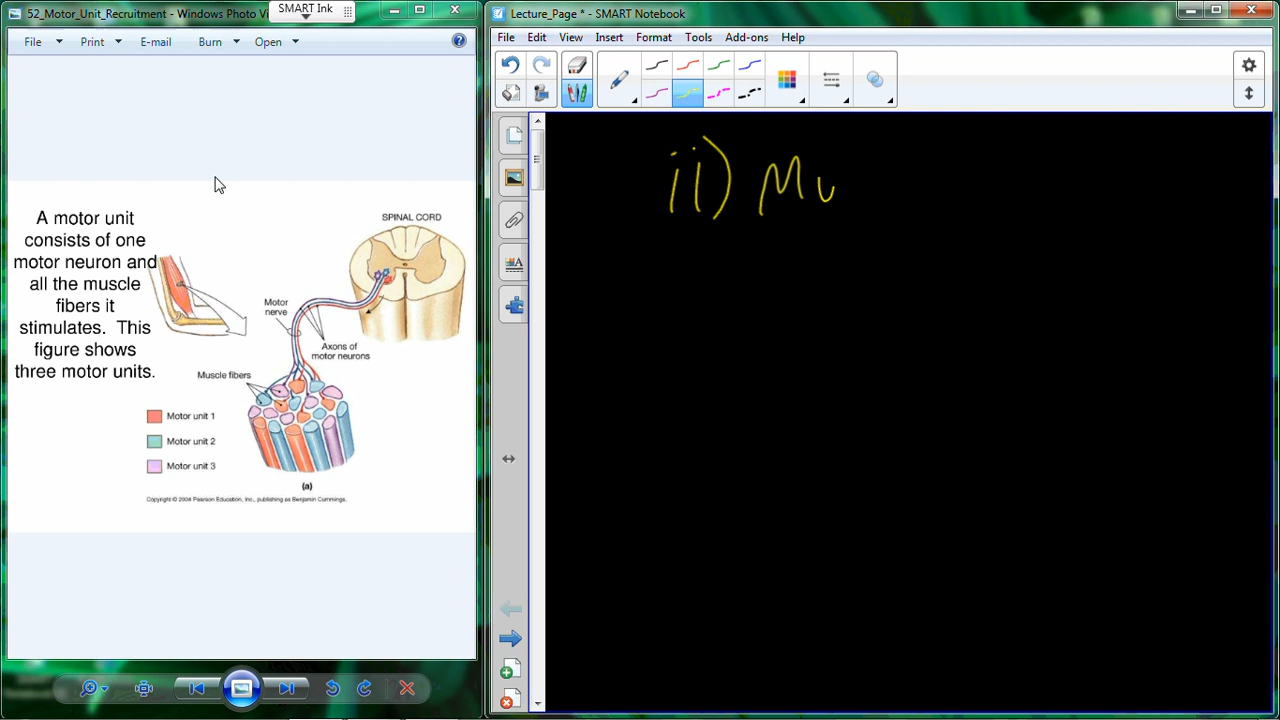 52_Motor_Unit_Recruitment - Windows Photo Vi
SMART Ink
File Print E-mail Burn Open
A motor unit
consists of one
motor neuron and
all the muscle
fibers it
stimulates. This
figure shows
three motor units.
SPINAL CORD
Motor
nerve
Axons of
motor neurons
Muscle fibers
Motor unit 1
Motor unit 2
Motor unit 3
(a)
Copyright © 2004 Pearson Education, Inc., publishing as Benjamin Cummings.
Lecture_Page * - SMART Notebook
File Edit View Insert Format Tools Add-ons Help
ii) Mu